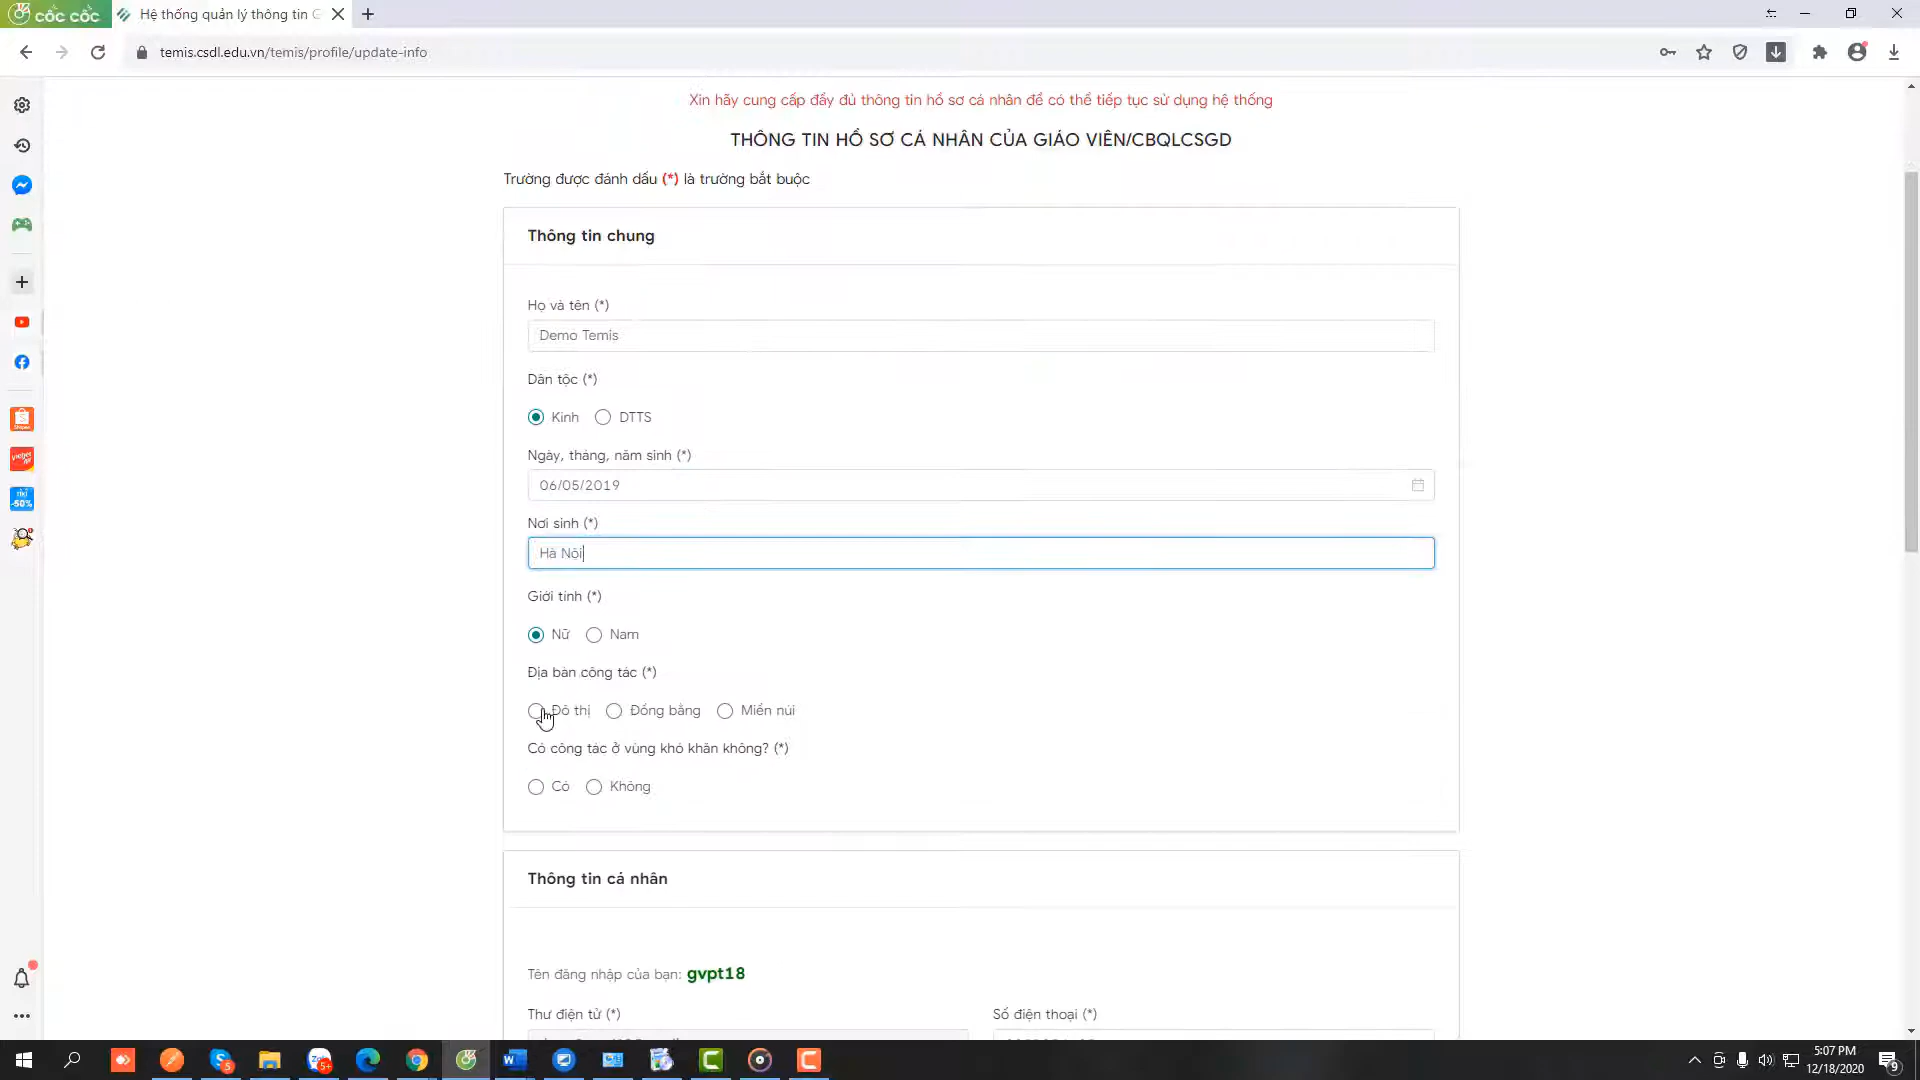 cốc cốc
Hệ thống quản lý thông tin G
temis.csdl.edu.vn/temis/profile/update-info
Xin hãy cung cấp đẩy đủ thông tin hồ sơ cá nhân để có thể tiếp tục sử dụng hệ thống
THÔNG TIN HỒ SƠ CÁ NHÂN CỦA GIÁO VIÊN/CBQLCSGD
Trường được đánh dấu (*) là trường bắt buộc
Thông tin chung
Họ và tên (*)
Demo Temis
Dân tộc (*)
Kinh
DTTS
Ngày, tháng, năm sinh (*)
06/05/2019
Nơi sinh (*)
Hà Nội
Giới tính (*)
Nữ
Nam
Địa bàn công tác (*)
Đô thị
Đồng bằng
Miền núi
Có công tác ở vùng khó khăn không? (*)
Có
Không
Thông tin cá nhân
Tên đăng nhập của bạn: gvpt18
Thư điện tử (*)
Số điện thoại (*)
5:07 PM
12/18/2020